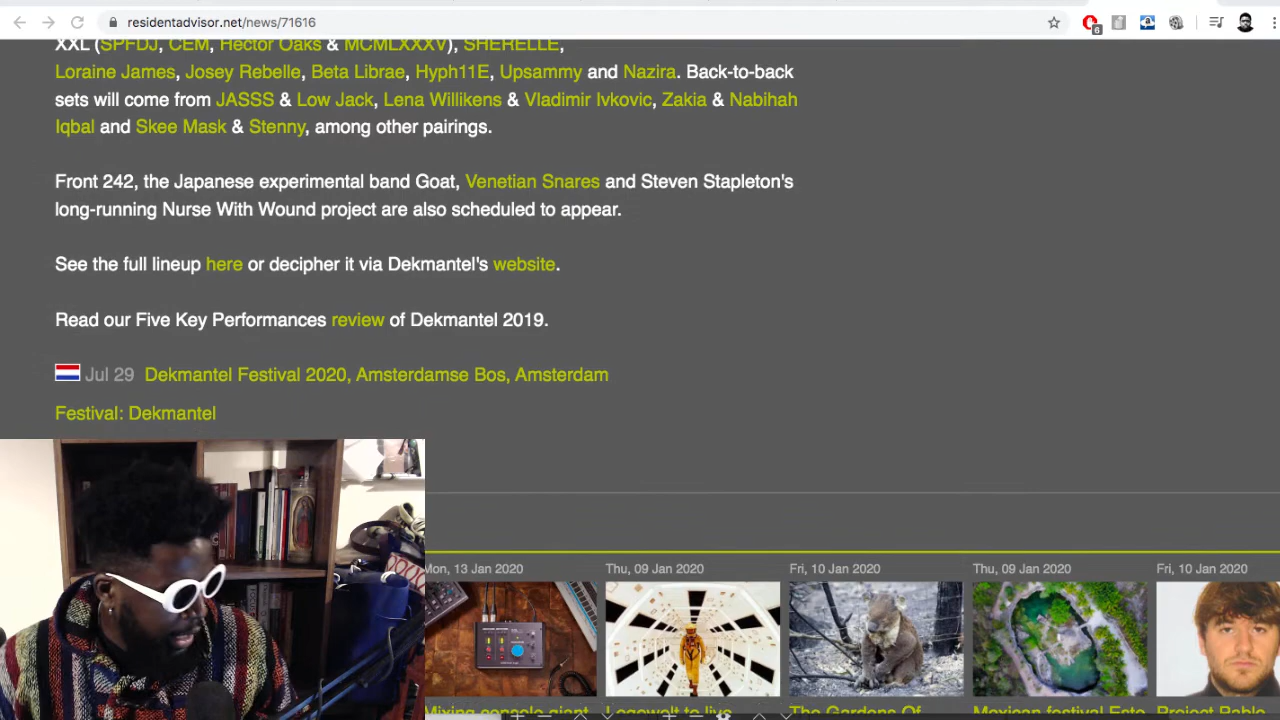 residentadvisor.net/news/71616
6
XXL (SPFDJ, CEM, Hector Oaks & MCMLXXXV), SHERELLE,
Loraine James, Josey Rebelle, Beta Librae, Hyph11E, Upsammy and Nazira. Back-to-back
sets will come from JASSS & Low Jack, Lena Willikens & Vladimir Ivkovic, Zakia & Nabihah
Iqbal and Skee Mask & Stenny, among other pairings.
Front 242, the Japanese experimental band Goat, Venetian Snares and Steven Stapleton's
long-running Nurse With Wound project are also scheduled to appear.
See the full lineup here or decipher it via Dekmantel's website.
Read our Five Key Performances review of Dekmantel 2019.
Jul 29 Dekmantel Festival 2020, Amsterdamse Bos, Amsterdam
Festival: Dekmantel
Mon, 13 Jan 2020
Thu, 09 Jan 2020
Fri, 10 Jan 2020
Thu, 09 Jan 2020
Fri, 10 Jan 2020
Mixing console giant
Legowelt to live
The Gardens Of
Mexican festival
Project Pablo